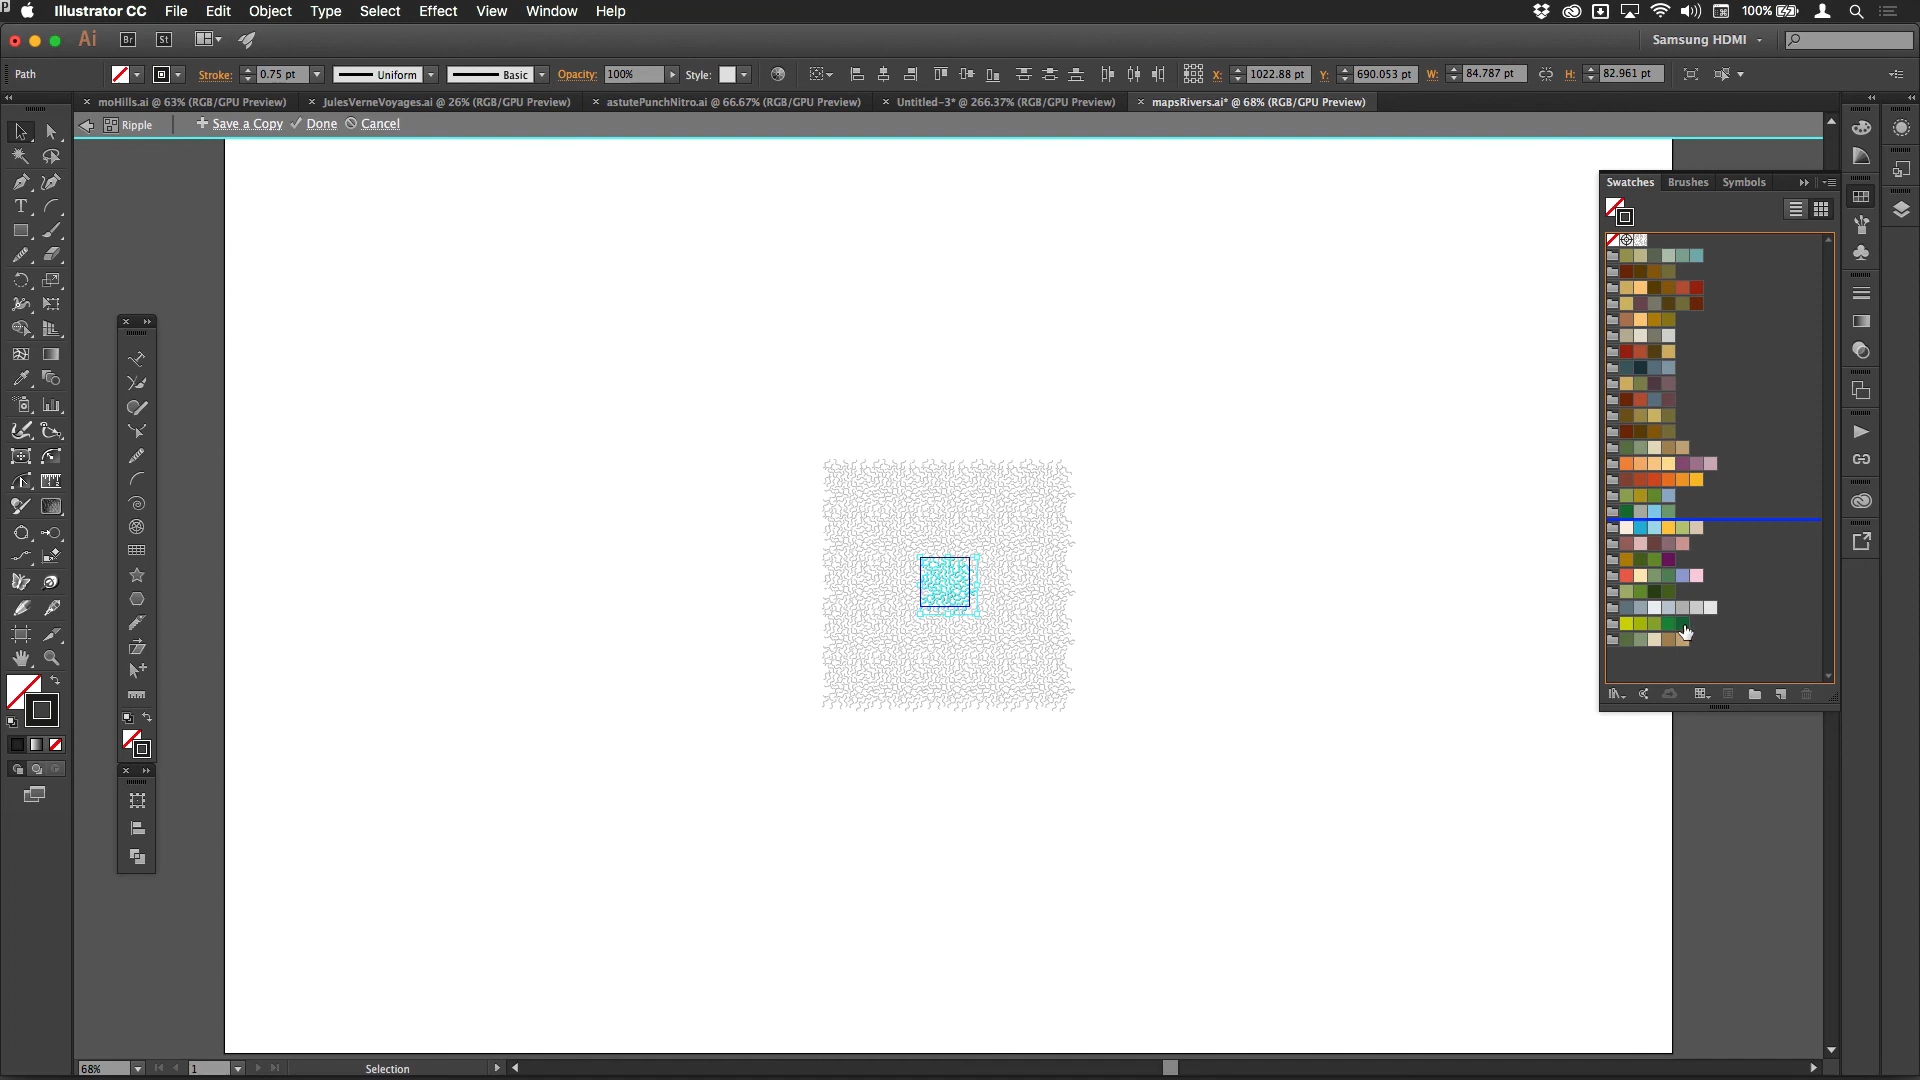 Illustrator CC File Edit Object Type Select Effect View Window Help 100%
Ai Br St Samsung HDMI
Path Stroke: 0.75 pt Uniform Basic Opacity: 100% Style: X: 1022.88 pt Y: 690.053 pt W: 84.787 pt H: 82.961 pt
moHills.ai @ 63% (RGB/GPU Preview) JulesVerneVoyages.ai @ 26% (RGB/GPU Preview) astutePunchNitro.ai @ 66.67% (RGB/GPU Preview) Untitled-3* @ 266.37% (RGB/GPU Preview) mapsRivers.ai* @ 68% (RGB/GPU Preview)
Ripple + Save a Copy Done Cancel
Swatches Brushes Symbols
68% 1 Selection